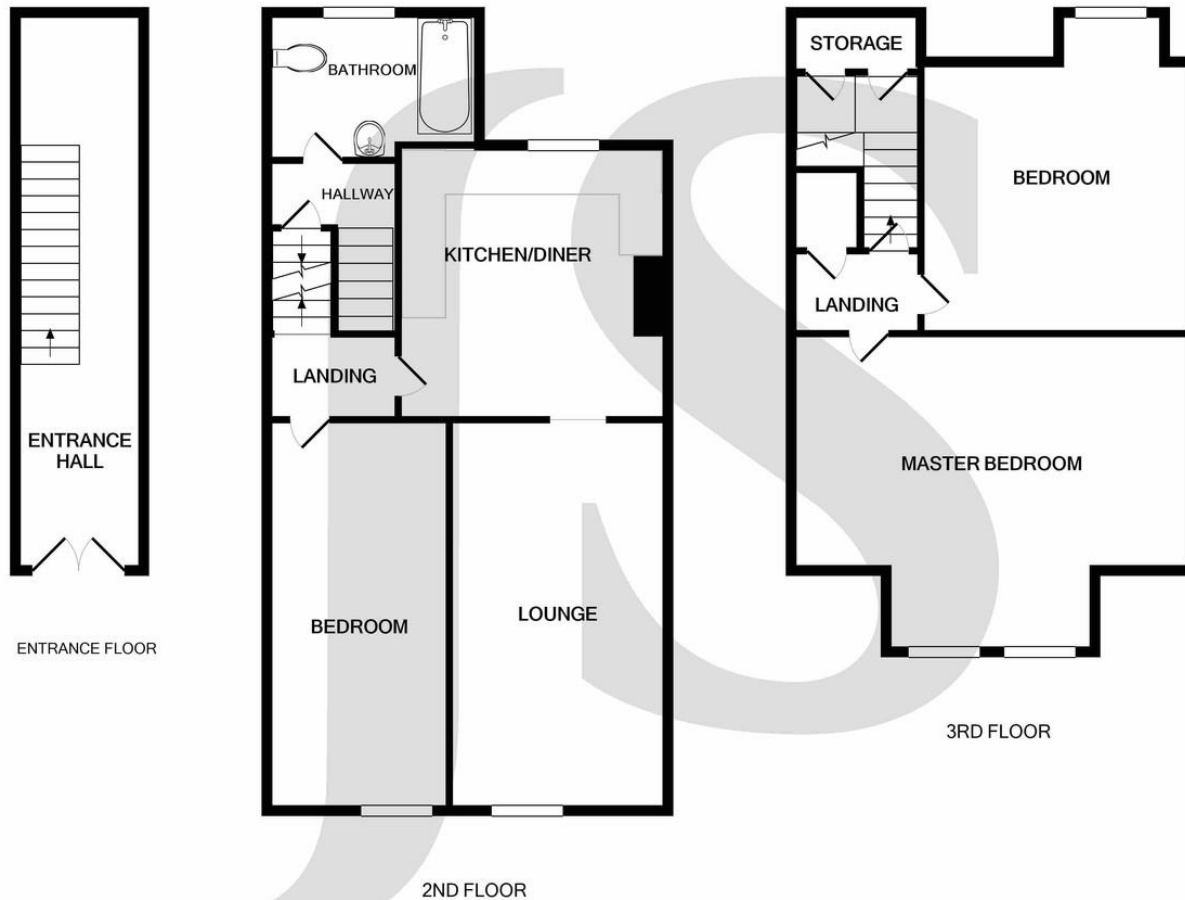 ENTRANCE
HALL
ENTRANCE FLOOR
BATHROOM
HALLWAY
KITCHEN/DINER
LANDING
BEDROOM
LOUNGE
2ND FLOOR
STORAGE
BEDROOM
LANDING
MASTER BEDROOM
3RD FLOOR
JS